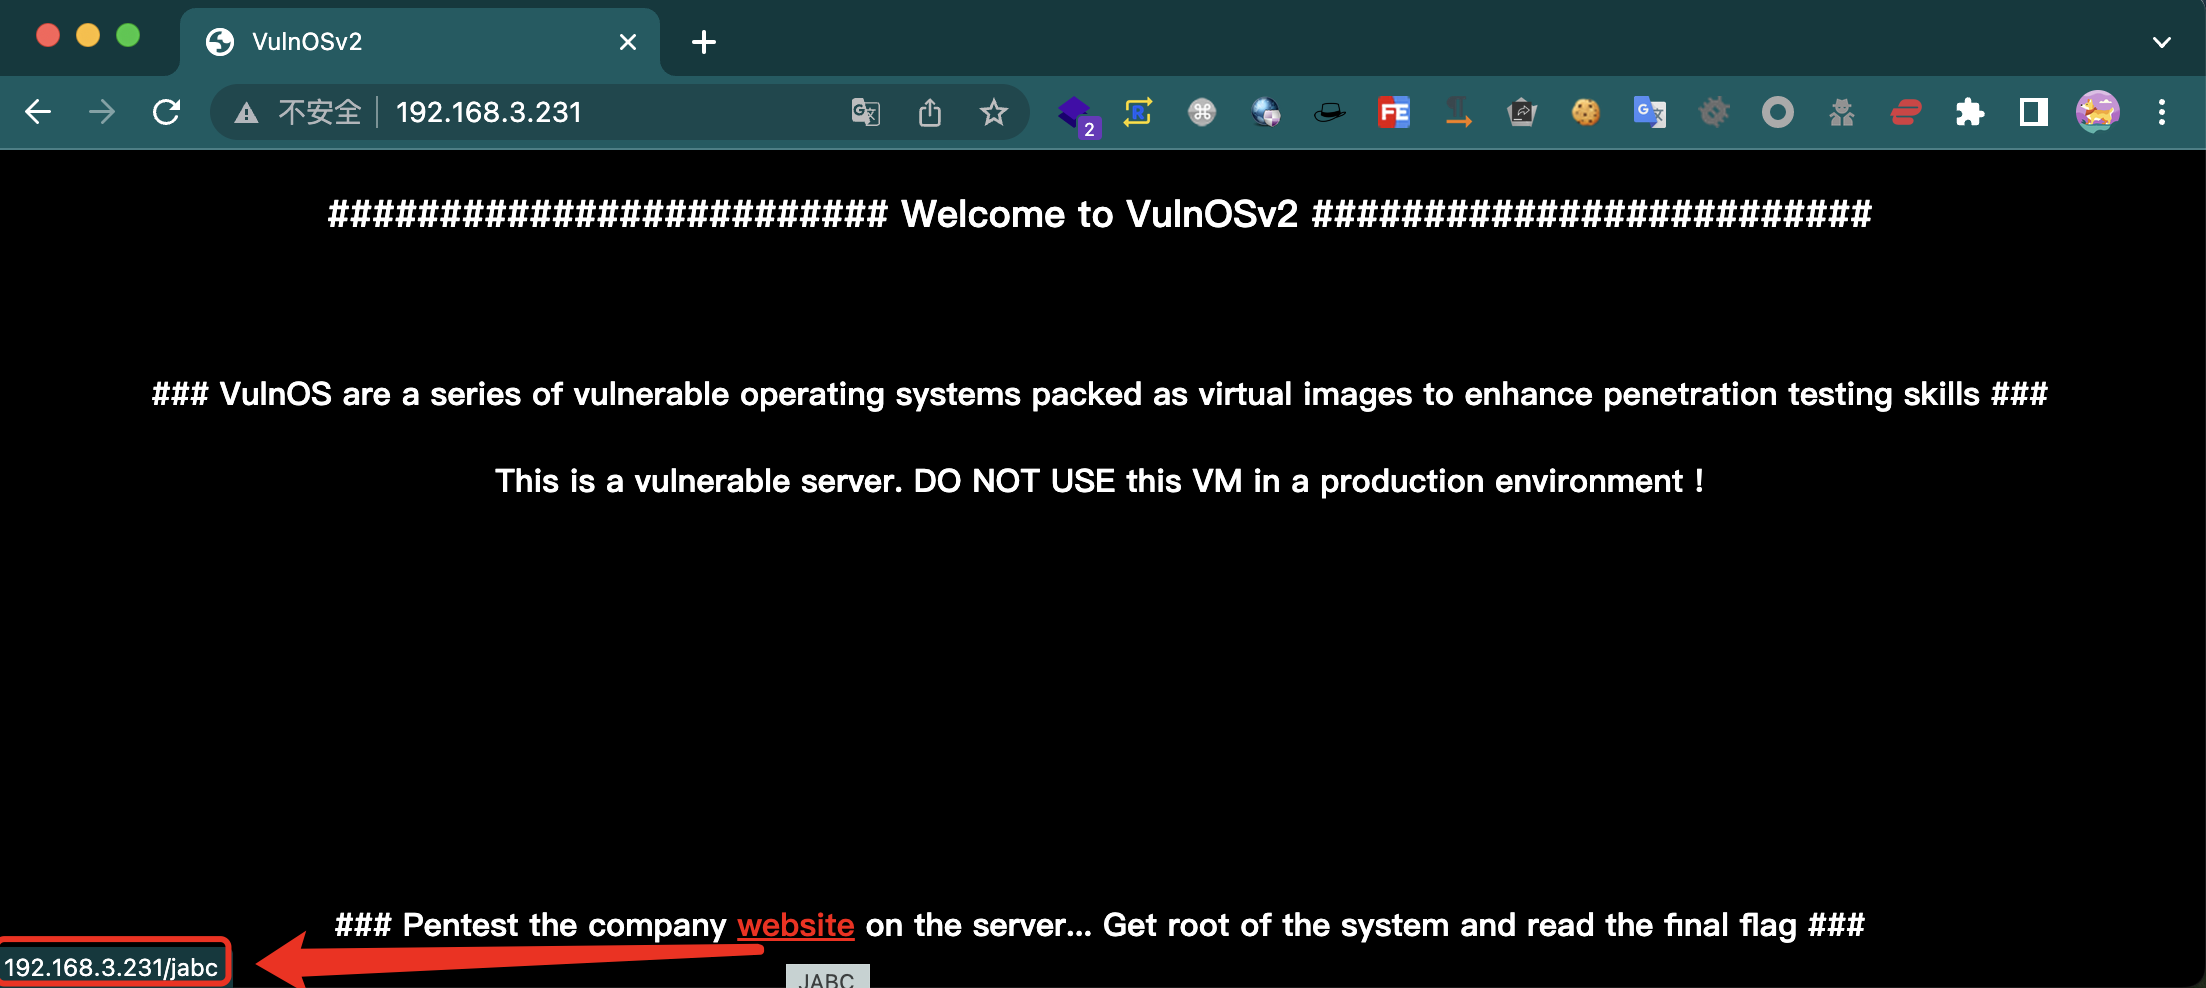 VulnOSv2
不安全 192.168.3.231
2
R
FE
G
######################### Welcome to VulnOSv2 #########################
### VulnOS are a series of vulnerable operating systems packed as virtual images to enhance penetration testing skills ###
This is a vulnerable server. DO NOT USE this VM in a production environment !
### Pentest the company website on the server... Get root of the system and read the final flag ###
192.168.3.231/jabc
JABC